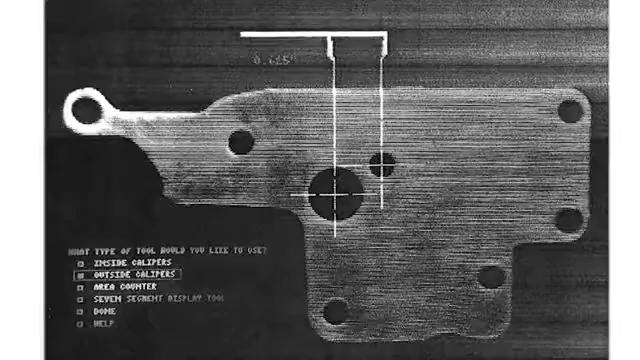 0.625"
WHAT TYPE OF TOOL WOULD YOU LIKE TO USE?
INSIDE CALIPERS
OUTSIDE CALIPERS
AREA COUNTER
SEVEN SEGMENT DISPLAY TOOL
DONE
HELP